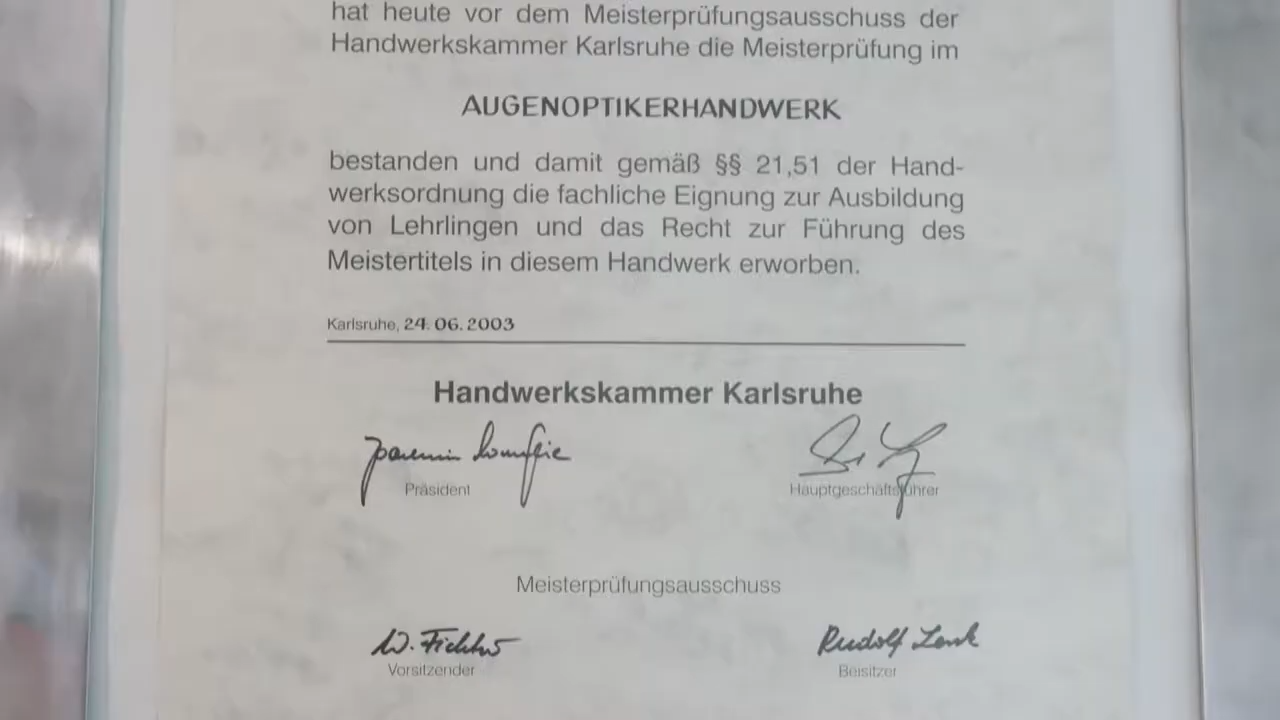 hat heute vor dem Meisterprüfungsausschuss der
Handwerkskammer Karlsruhe die Meisterprüfung im
AUGENOPTIKERHANDWERK
bestanden und damit gemäß §§ 21,51 der Hand-
werksordnung die fachliche Eignung zur Ausbildung
von Lehrlingen und das Recht zur Führung des
Meistertitels in diesem Handwerk erworben.
Karlsruhe, 24.06.2003
Handwerkskammer Karlsruhe
Präsident
Hauptgeschäftsführer
Meisterprüfungsausschuss
W.
Rudolf Lenk
Vorsitzender
Beisitzer